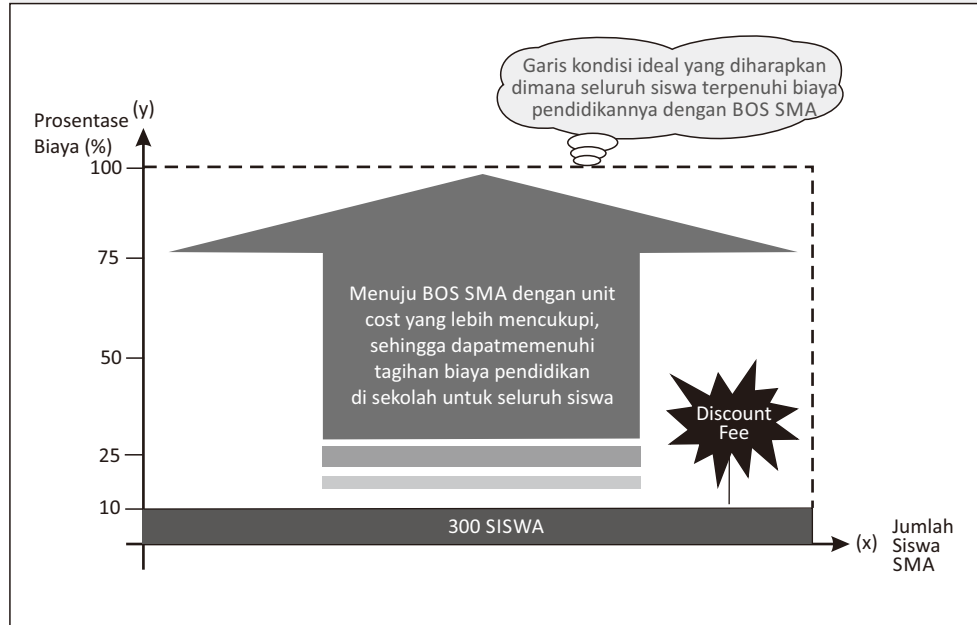 Garis kondisi ideal yang diharapkan
dimana seluruh siswa terpenuhi biaya
pendidikannya dengan BOS SMA
(y)
Prosentase
Biaya (%)
100
75
50
25
10
Menuju BOS SMA dengan unit
cost yang lebih mencukupi,
sehingga dapatmemenuhi
tagihan biaya pendidikan
di sekolah untuk seluruh siswa
Discount
Fee
300 SISWA
(x)
Jumlah
Siswa
SMA